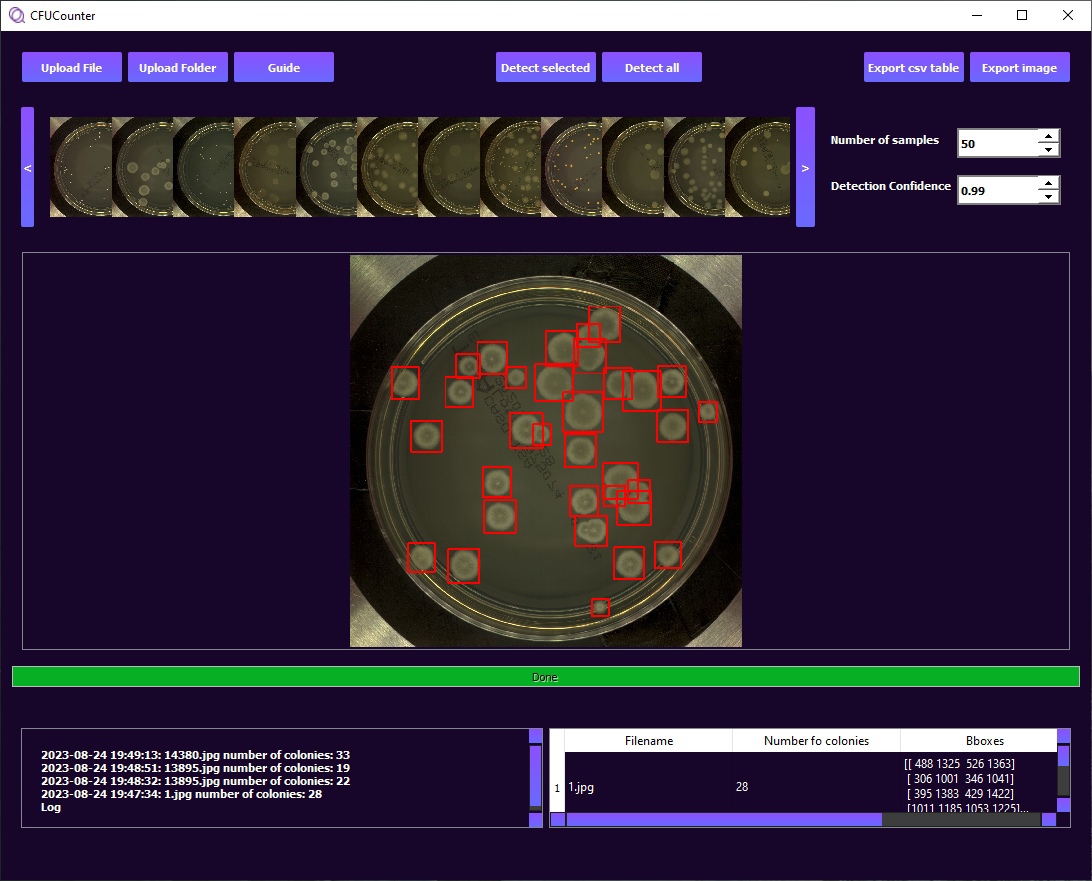 CFUCounter
Upload File
Upload Folder
Guide
Detect selected
Detect all
Export csv table
Export image
<
>
Number of samples
50
Detection Confidence
0.99
Done
2023-08-24 19:49:13: 14380.jpg number of colonies: 33
2023-08-24 19:48:51: 13895.jpg number of colonies: 19
2023-08-24 19:48:32: 13895.jpg number of colonies: 22
2023-08-24 19:47:34: 1.jpg number of colonies: 28
Log
Filename
Number fo colonies
Bboxes
1
1.jpg
28
[[ 488 1325  526 1363]
[ 306 1001  346 1041]
[ 395 1383  429 1422]
[1011 1185 1053 1225]...